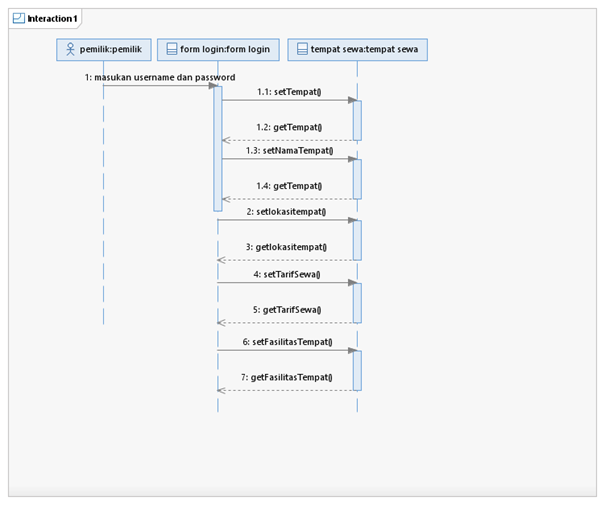 Interaction1
pemilik:pemilik
form login:form login
tempat sewa:tempat sewa
1: masukan username dan password
1.1: setTempat()
1.2: getTempat()
1.3: setNamaTempat()
1.4: getTempat()
2: setlokasitempat()
3: getlokasitempat()
4: setTarifSewa()
5: getTarifSewa()
6: setFasilitasTempat()
7: getFasilitasTempat()